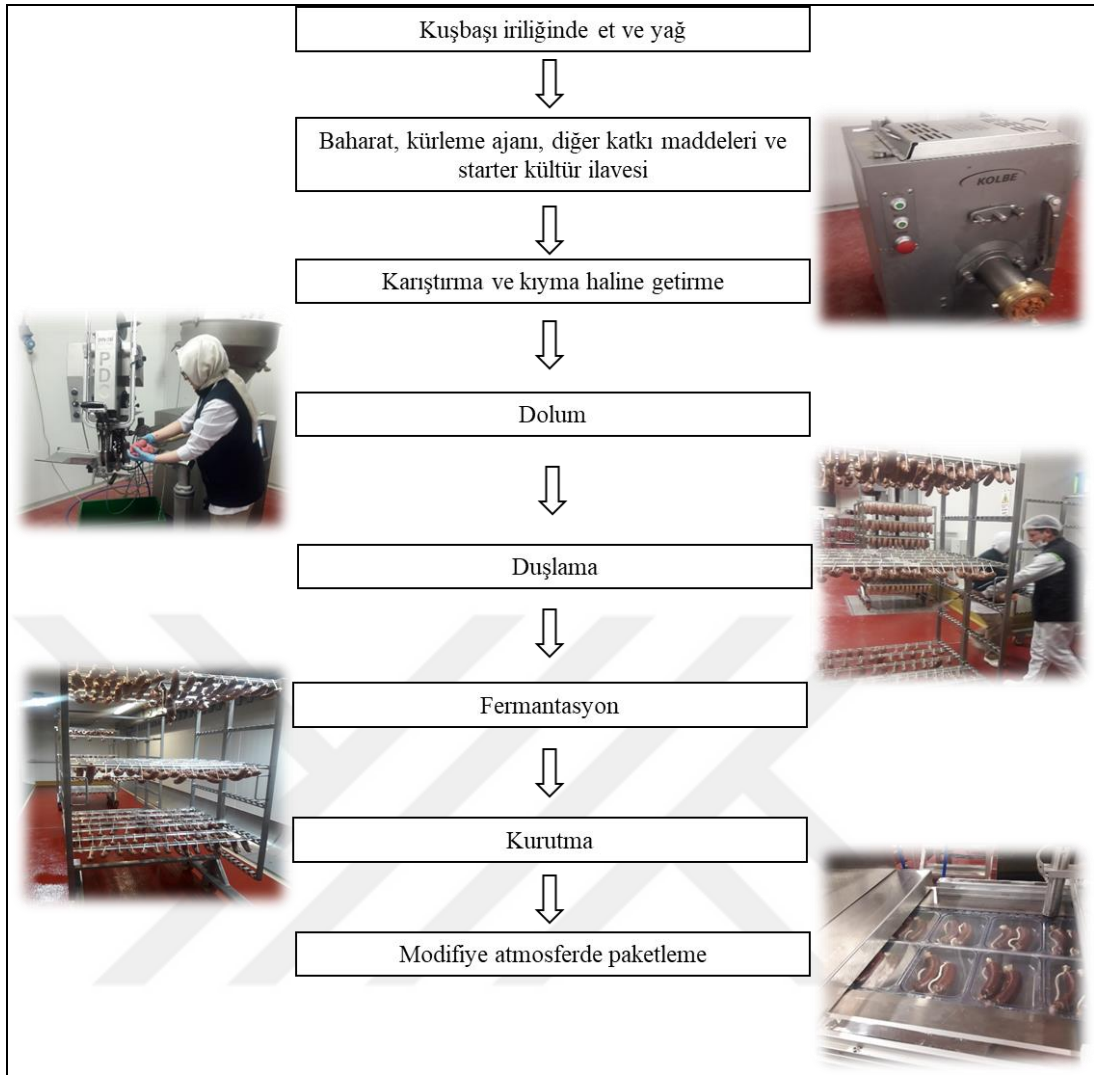 Kuşbaşı iriliğinde et ve yağ
Baharat, kürleme ajanı, diğer katkı maddeleri ve
starter kültür ilavesi
KOLBE
Karıştırma ve kıyma haline getirme
PDC
Dolum
Duşlama
Fermantasyon
Kurutma
Modifiye atmosferde paketleme